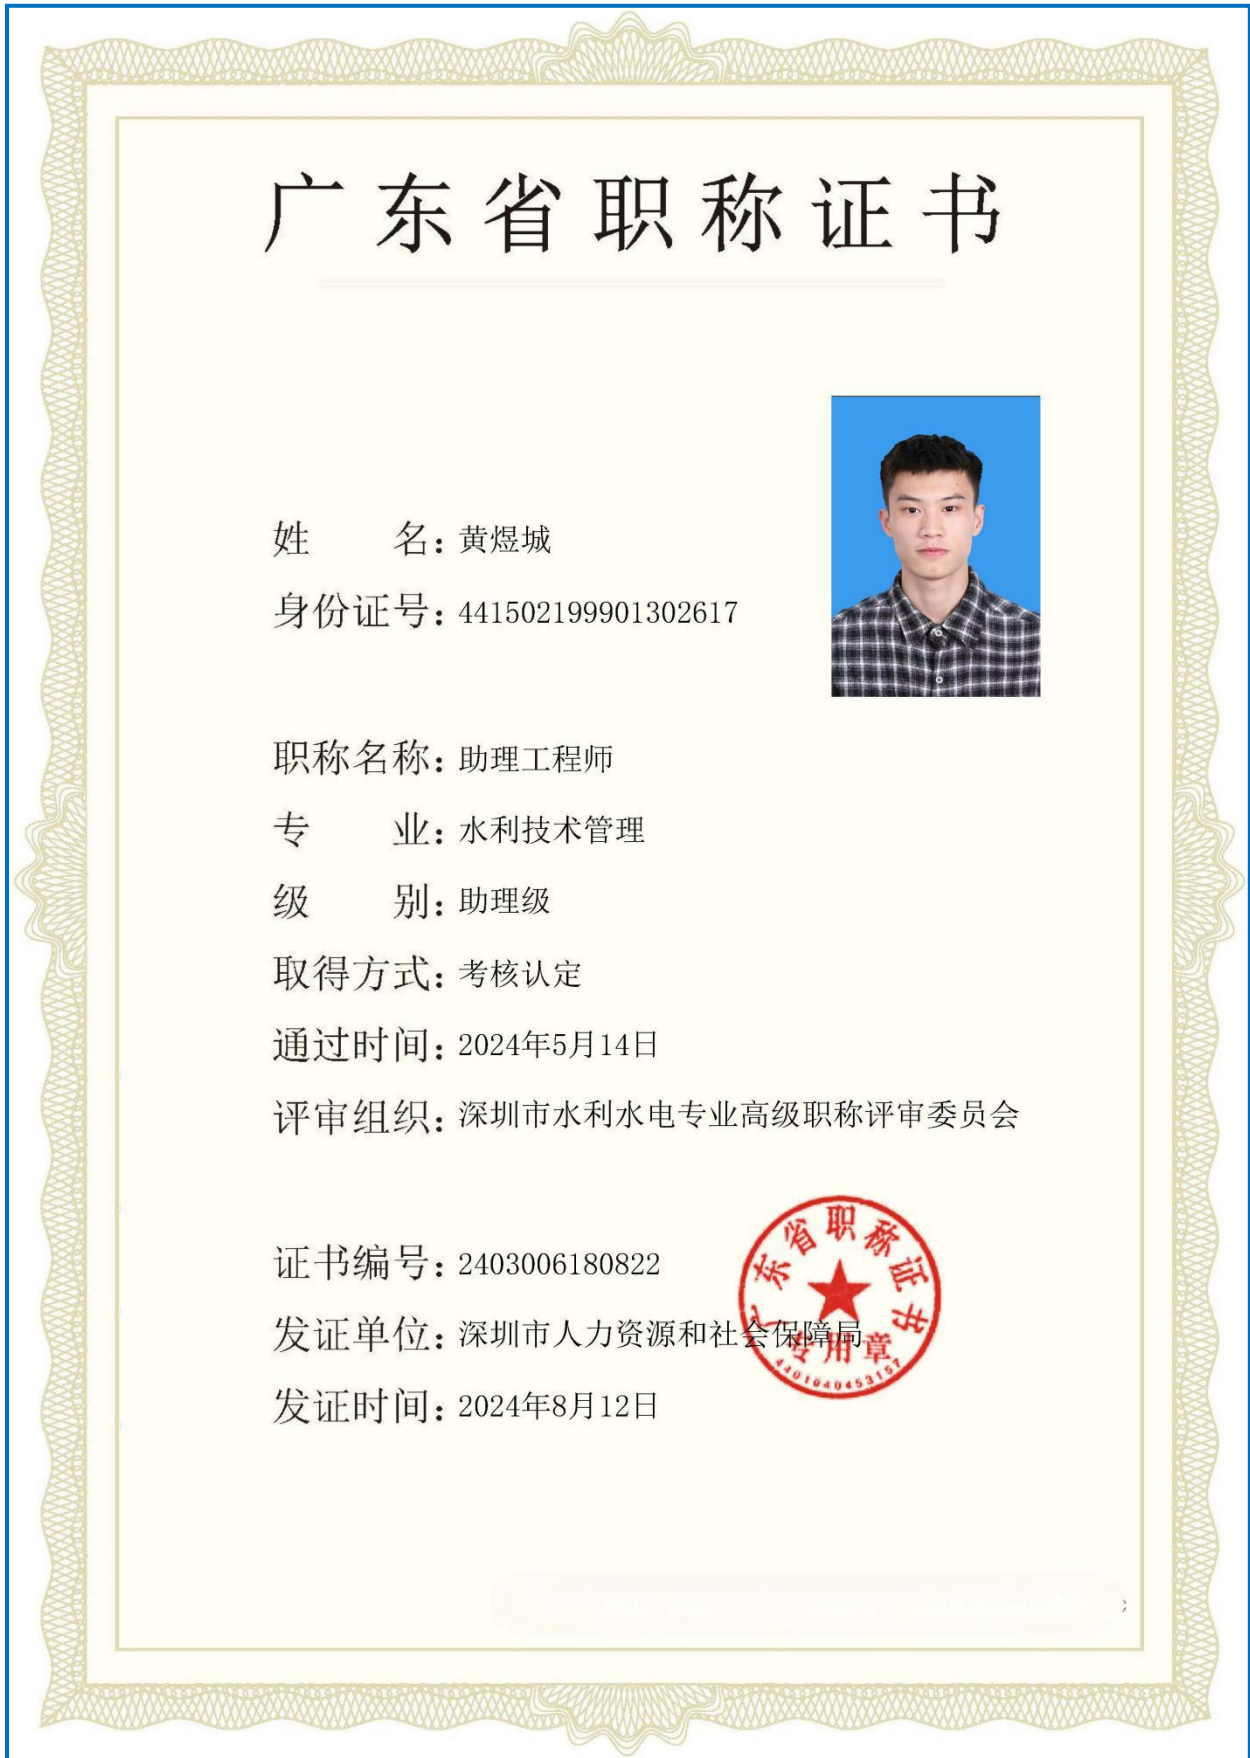 广东省职称证书
姓名：黄煜城
身份证号：441502199901302617
职称名称：助理工程师
专业：水利技术管理
级别：助理级
取得方式：考核认定
通过时间：2024年5月14日
评审组织：深圳市水利水电专业高级职称评审委员会
证书编号：2403006180822
发证单位：深圳市人力资源和社会保障局
发证时间：2024年8月12日
广东省职称证书
专用章
4401040453157